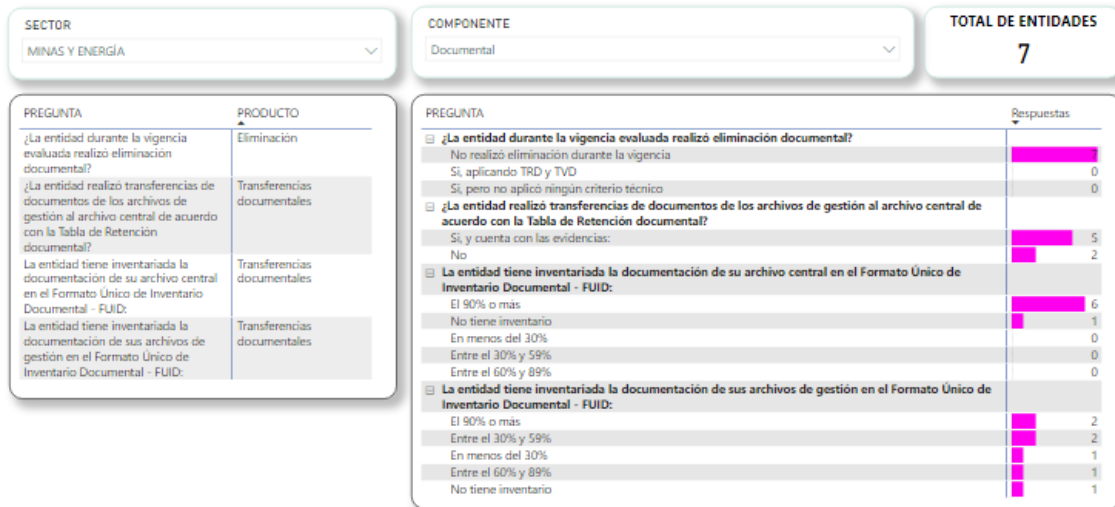 SECTOR
MINAS Y ENERGÍA
COMPONENTE
Documental
TOTAL DE ENTIDADES
7
PREGUNTA PRODUCTO
¿La entidad durante la vigencia Eliminación
evaluada realizó eliminación
documental?
¿La entidad realizó transferencias de Transferencias
documentos de los archivos de documentales
gestión al archivo central de acuerdo
con la Tabla de Retención
documental?
La entidad tiene inventariada la Transferencias
documentación de su archivo central documentales
en el Formato Único de Inventario
Documental - FUID:
La entidad tiene inventariada la Transferencias
documentación de sus archivos de documentales
gestión en el Formato Único de
Inventario Documental - FUID:
PREGUNTA Respuestas
¿La entidad durante la vigencia evaluada realizó eliminación documental?
No realizó eliminación durante la vigencia 7
Si, aplicando TRD y TVD 0
Si, pero no aplicó ningún criterio técnico 0
¿La entidad realizó transferencias de documentos de los archivos de gestión al archivo central de
acuerdo con la Tabla de Retención documental?
Si, y cuenta con las evidencias: 5
No 2
La entidad tiene inventariada la documentación de su archivo central en el Formato Único de
Inventario Documental - FUID:
El 90% o más 6
No tiene inventario 1
En menos del 30% 0
Entre el 30% y 59% 0
Entre el 60% y 89% 0
La entidad tiene inventariada la documentación de sus archivos de gestión en el Formato Único de
Inventario Documental - FUID:
El 90% o más 2
Entre el 30% y 59% 2
En menos del 30% 1
Entre el 60% y 89% 1
No tiene inventario 1